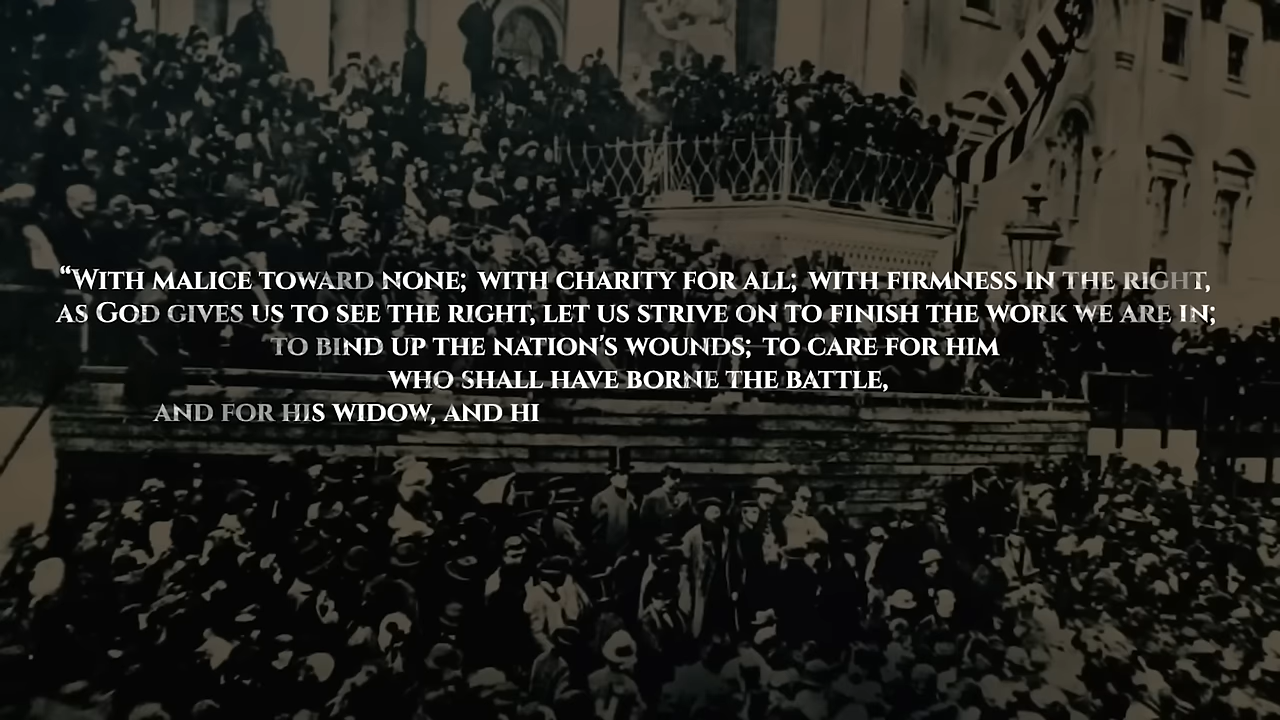 “With malice toward none; with charity for all; with firmness in the right,
as God gives us to see the right, let us strive on to finish the work we are in;
to bind up the nation's wounds; to care for him
who shall have borne the battle,
and for his widow, and hi